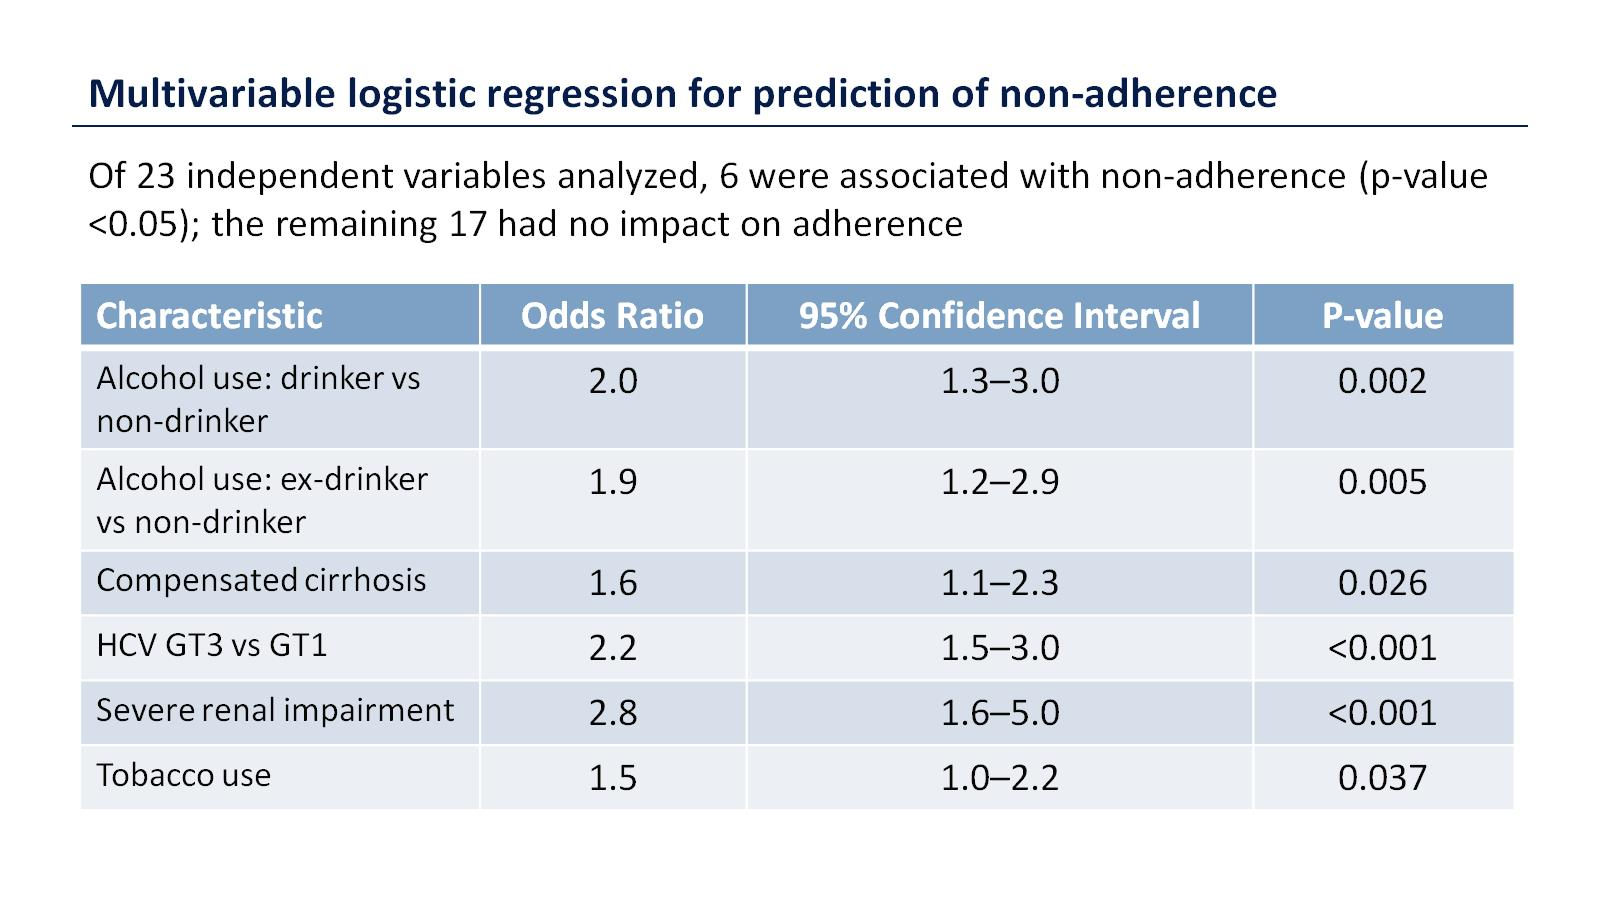 Multivariable logistic regression for prediction of non-adherence
Of 23 independent variables analyzed, 6 were associated with non-adherence (p-value
<0.05); the remaining 17 had no impact on adherence
Characteristic Odds Ratio 95% Confidence Interval P-value
Alcohol use: drinker vs 2.0 1.3–3.0 0.002
non-drinker
Alcohol use: ex-drinker 1.9 1.2–2.9 0.005
vs non-drinker
Compensated cirrhosis 1.6 1.1–2.3 0.026
HCV GT3 vs GT1 2.2 1.5–3.0 <0.001
Severe renal impairment 2.8 1.6–5.0 <0.001
Tobacco use 1.5 1.0–2.2 0.037